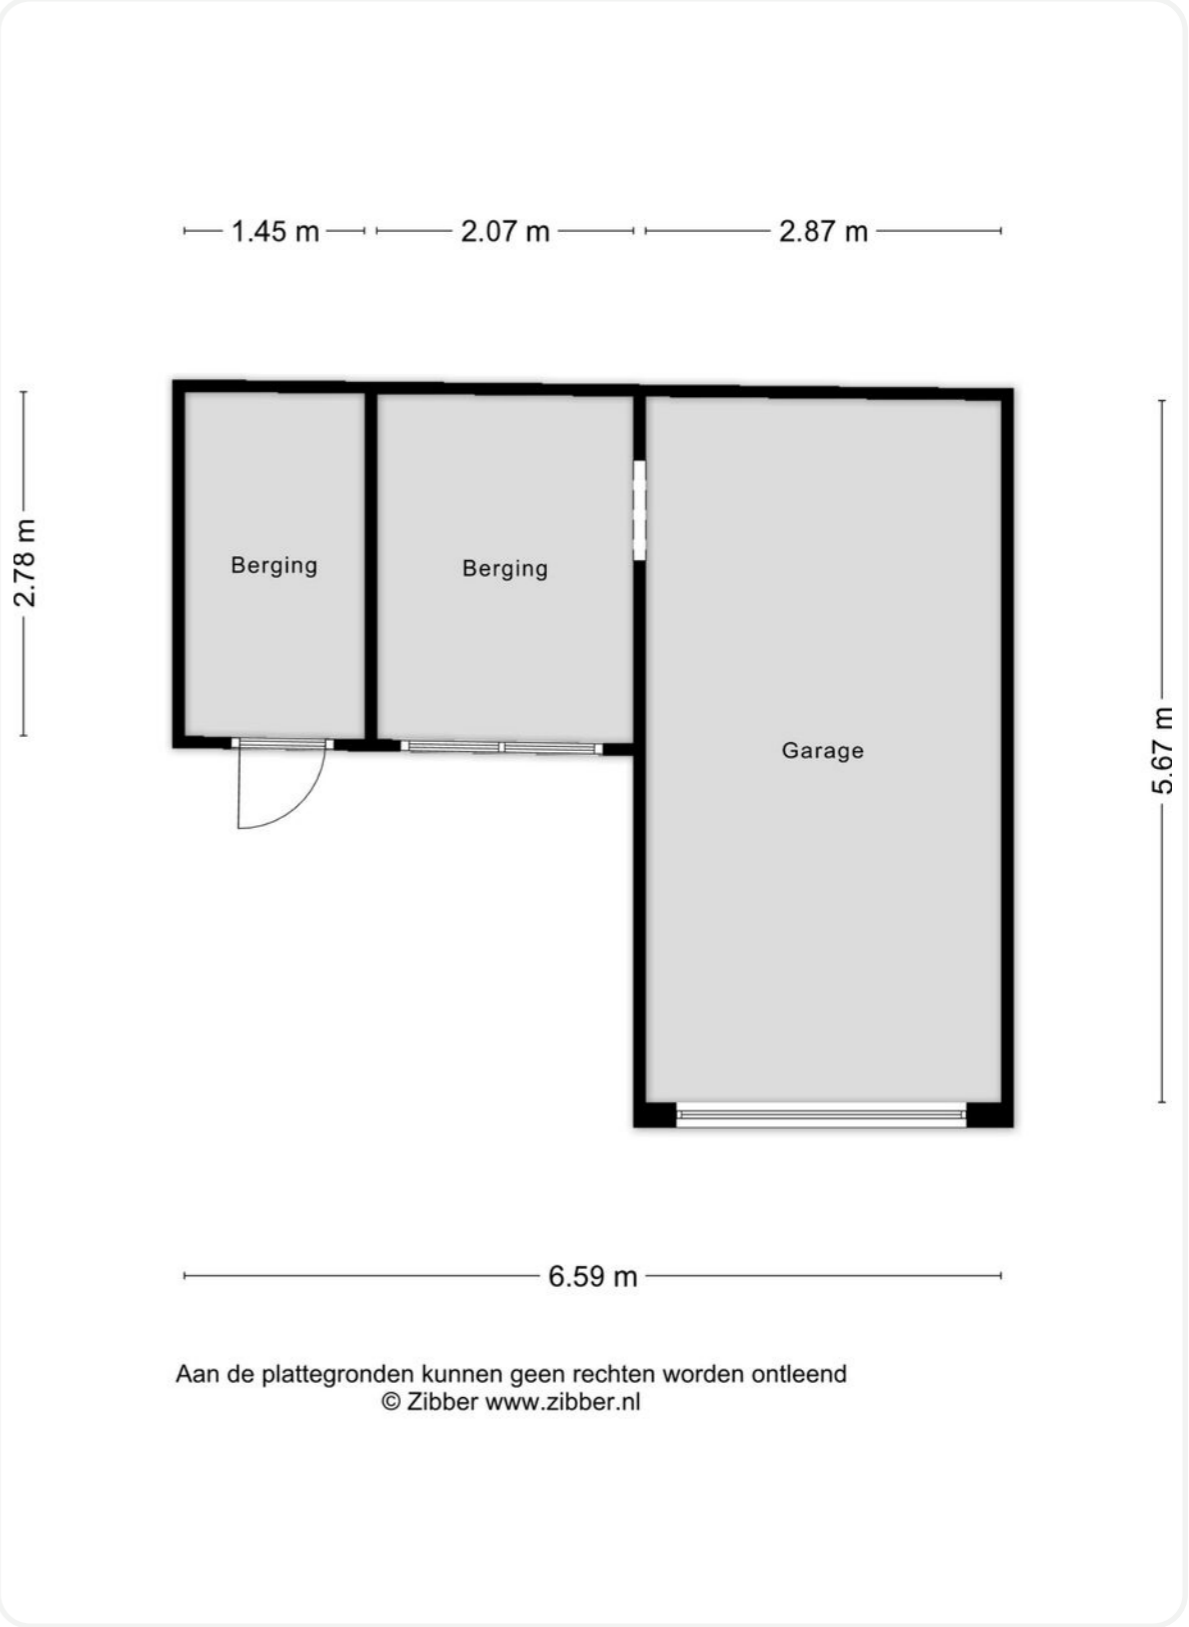 1.45 m
2.07 m
2.87 m
2.78 m
Berging
Berging
Garage
5.67 m
6.59 m
Aan de plattegronden kunnen geen rechten worden ontleend
© Zibber www.zibber.nl